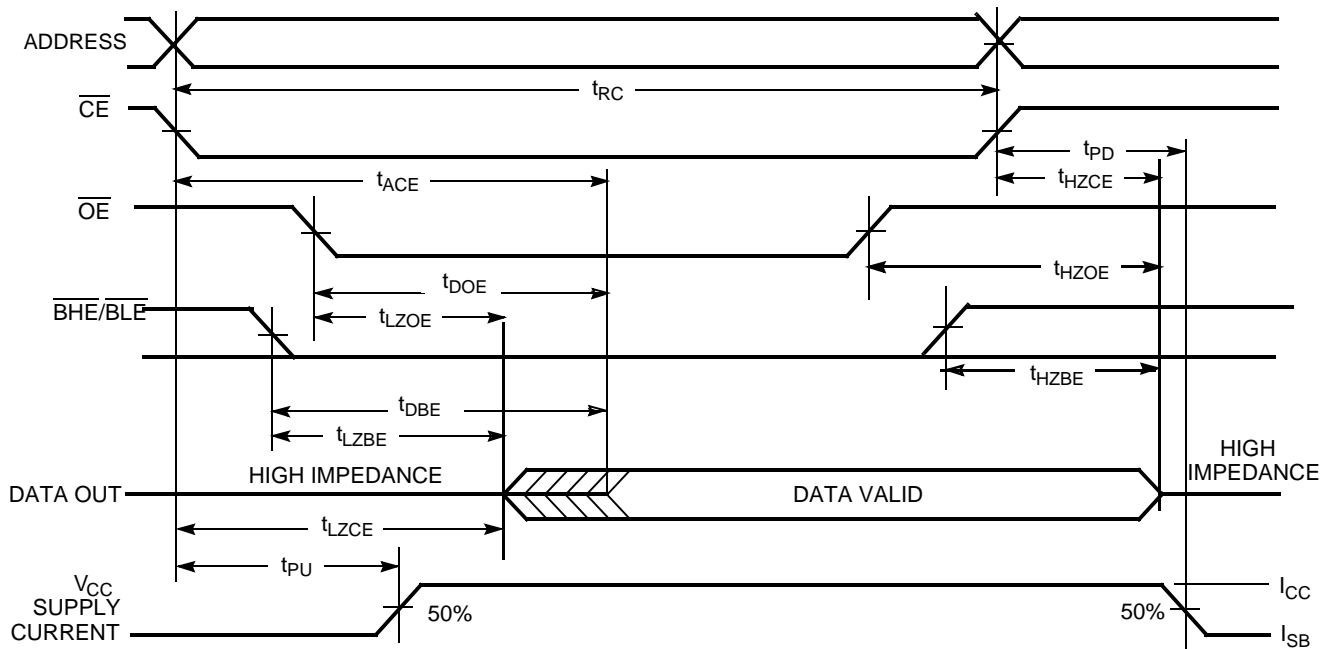 ADDRESS
tRC
CE
tPD
tACE
tHZCE
OE
tHZOE
tDOE
BHE/BLE
tLZOE
tHZBE
tDBE
tLZBE
HIGH
IMPEDANCE
HIGH IMPEDANCE
DATA OUT
DATA VALID
tLZCE
tPU
VCC
SUPPLY
CURRENT
50%
50%
ICC
ISB